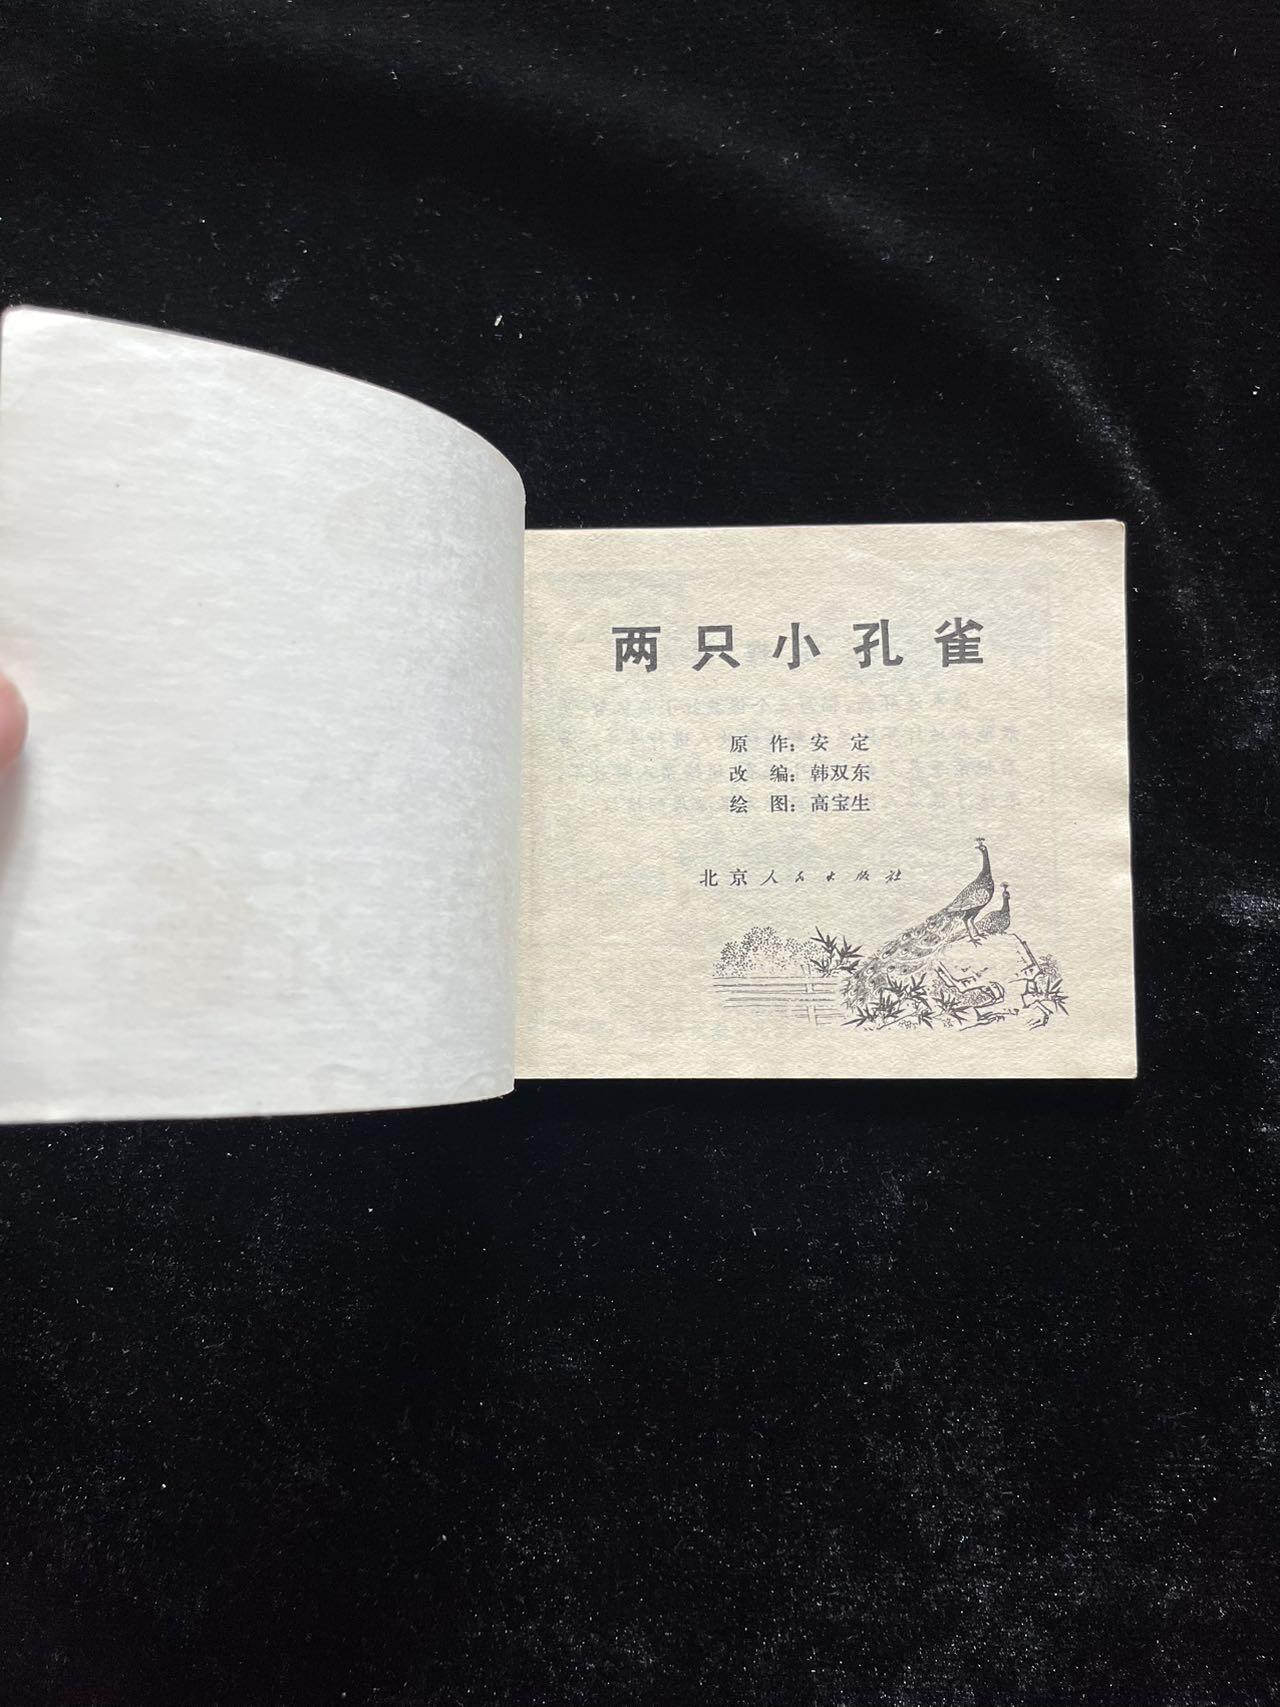 两只小孔雀
原　作：安　定
改　编：韩双东
绘　图：高宝生
北京人民出版社